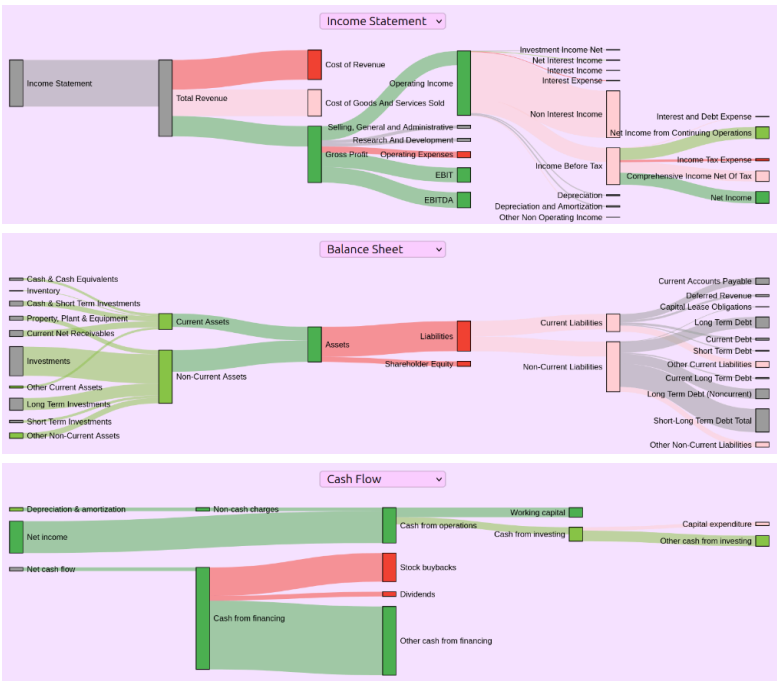 Income Statement
Income Statement
Total Revenue
Cost of Revenue
Cost of Goods And Services Sold
Gross Profit
Operating Income
Selling, General and Administrative
Research And Development
Operating Expenses
EBIT
EBITDA
Investment Income Net
Net Interest Income
Interest Income
Interest Expense
Non Interest Income
Income Before Tax
Depreciation
Depreciation and Amortization
Other Non Operating Income
Interest and Debt Expense
Net Income from Continuing Operations
Income Tax Expense
Comprehensive Income Net Of Tax
Net Income
Balance Sheet
Cash & Cash Equivalents
Inventory
Cash & Short Term Investments
Property, Plant & Equipment
Current Net Receivables
Investments
Other Current Assets
Long Term Investments
Short Term Investments
Other Non-Current Assets
Current Assets
Non-Current Assets
Assets
Liabilities
Shareholder Equity
Current Liabilities
Non-Current Liabilities
Current Accounts Payable
Deferred Revenue
Capital Lease Obligations
Long Term Debt
Current Debt
Short Term Debt
Other Current Liabilities
Current Long Term Debt
Long Term Debt (Noncurrent)
Short-Long Term Debt Total
Other Non-Current Liabilities
Cash Flow
Depreciation & amortization
Net income
Net cash flow
Non-cash charges
Cash from financing
Cash from operations
Stock buybacks
Dividends
Other cash from financing
Working capital
Cash from investing
Capital expenditure
Other cash from investing